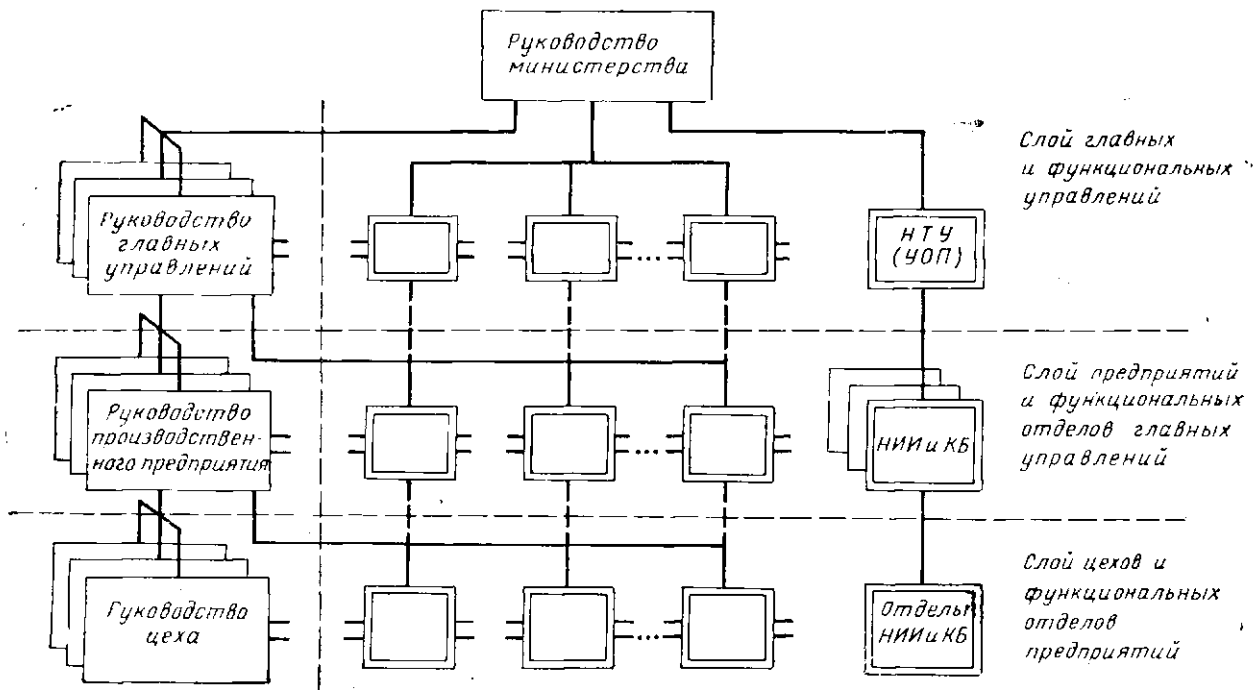 Руководство
министерства
Слой главных
и функциональных
управлений
Руководство
главных
управлений
...
НТУ
(УОП)
Слой предприятий
и функциональных
отделов главных
управлений
Руководство
производствен-
ного предприятия
...
НИИ и КБ
Слой цехов и
функциональных
отделов
предприятий
Руководство
цеха
...
Отделы
НИИ и КБ